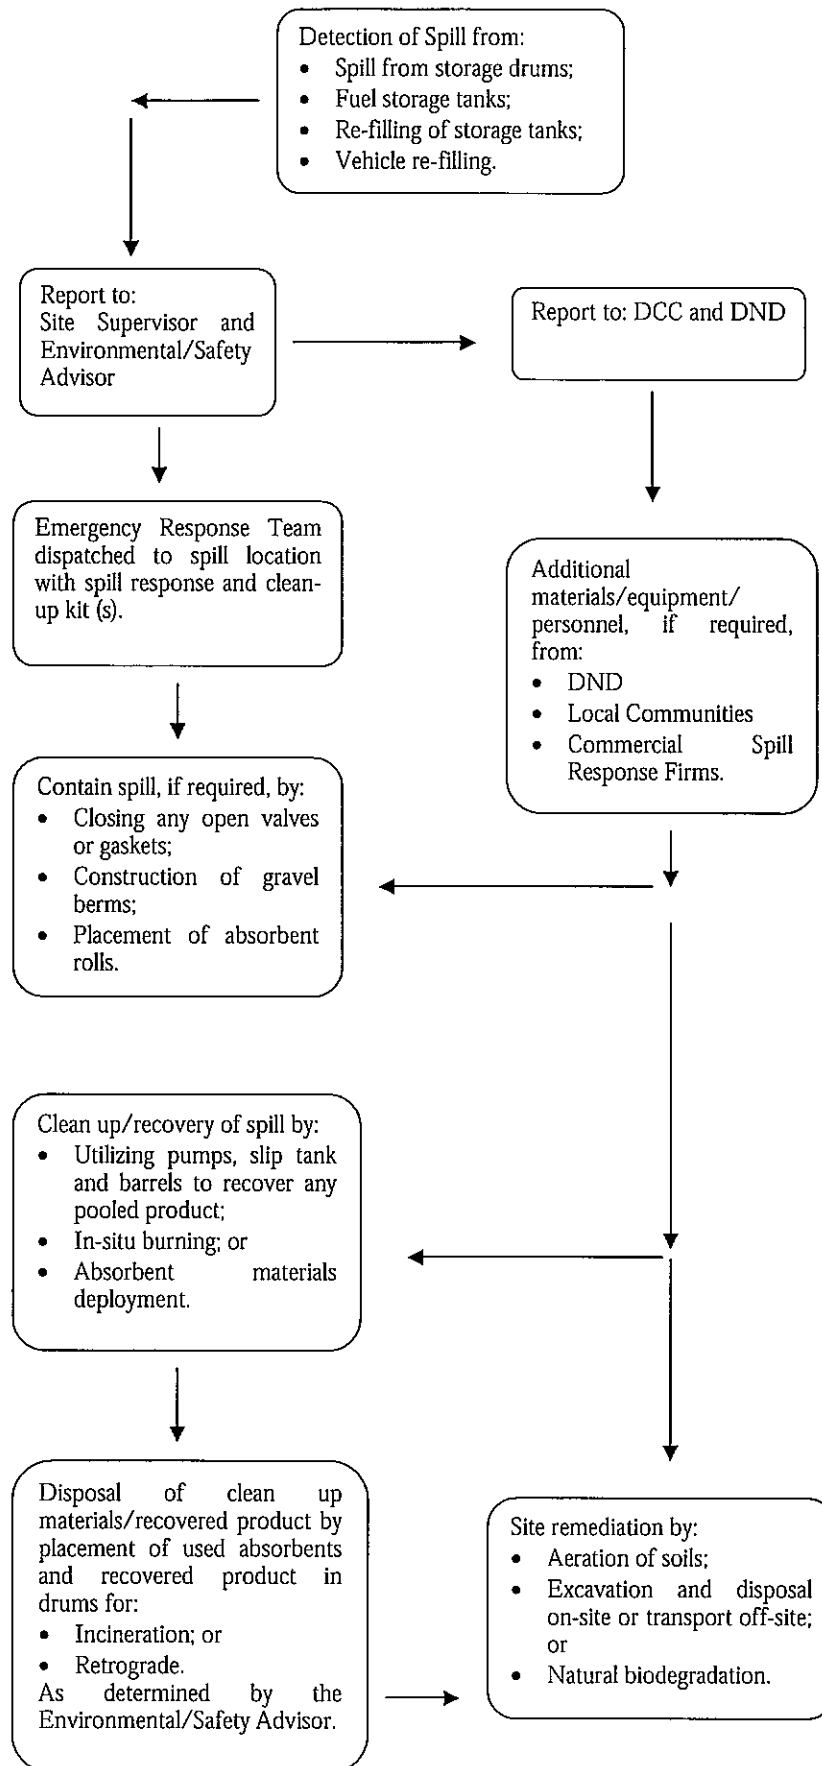 Detection of Spill from:
• Spill from storage drums;
• Fuel storage tanks;
• Re-filling of storage tanks;
• Vehicle re-filling.
Report to:
Site Supervisor and
Environmental/Safety
Advisor
Report to: DCC and DND
Emergency Response Team
dispatched to spill location
with spill response and clean-
up kit (s).
Additional
materials/equipment/
personnel, if required,
from:
• DND
• Local Communities
• Commercial Spill
Response Firms.
Contain spill, if required, by:
• Closing any open valves
or gaskets;
• Construction of gravel
berms;
• Placement of absorbent
rolls.
Clean up/recovery of spill by:
• Utilizing pumps, slip tank
and barrels to recover any
pooled product;
• In-situ burning; or
• Absorbent materials
deployment.
Disposal of clean up
materials/recovered product by
placement of used absorbents
and recovered product in
drums for:
• Incineration; or
• Retrograde.
As determined by the
Environmental/Safety Advisor.
Site remediation by:
• Aeration of soils;
• Excavation and disposal
on-site or transport off-site;
or
• Natural biodegradation.